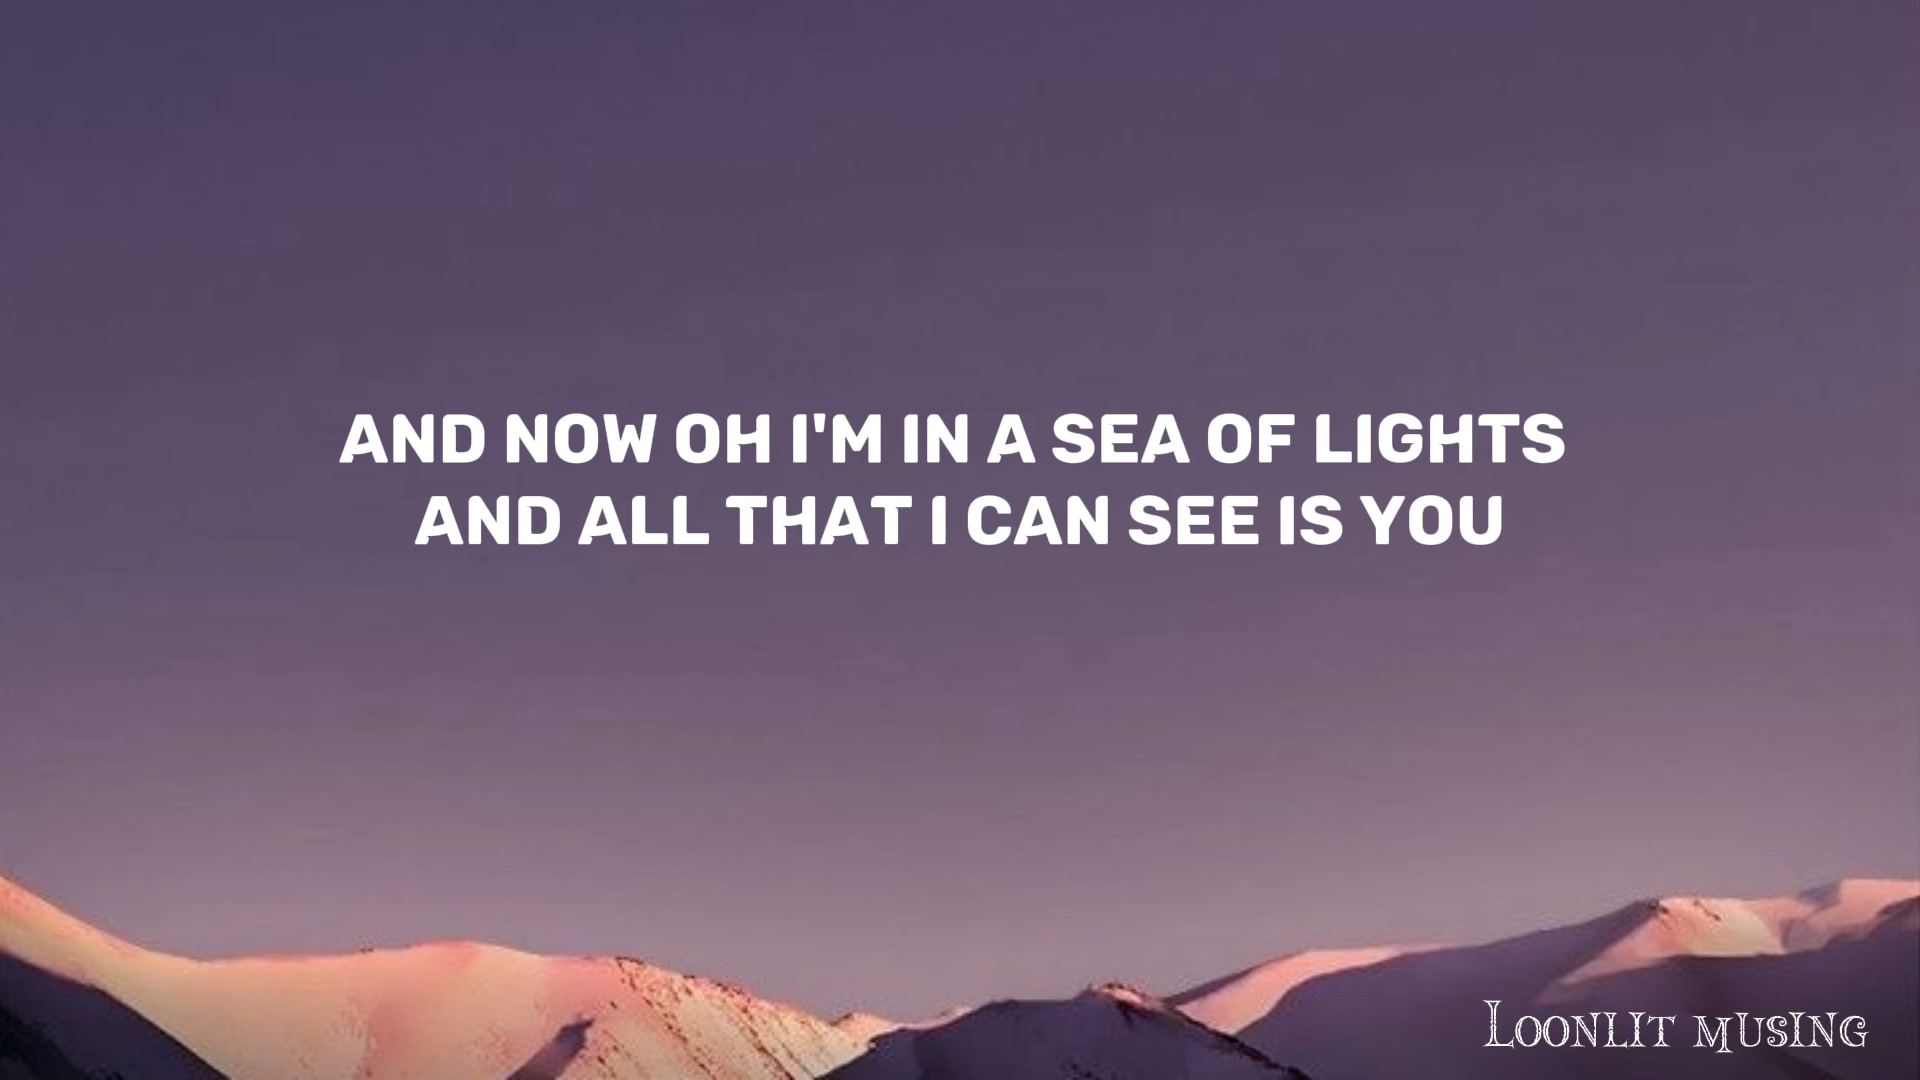 AND NOW OH I'M IN A SEA OF LIGHTS
AND ALL THAT I CAN SEE IS YOU
LOONLIT MUSING